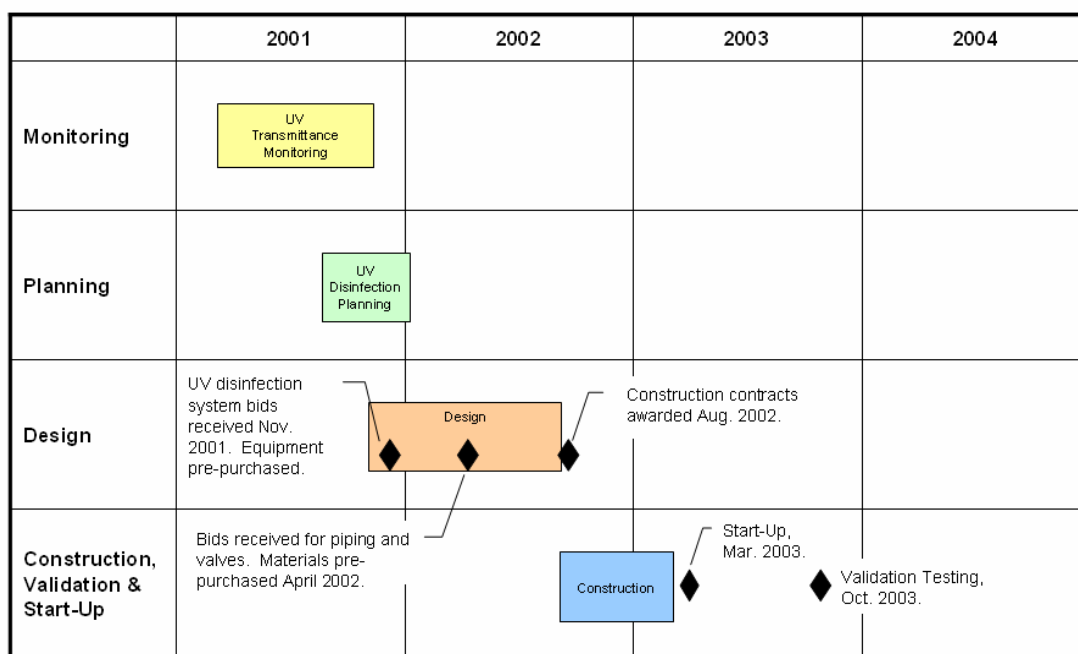 2001
2002
2003
2004
Monitoring
UV
Transmittance
Monitoring
Planning
UV
Disinfection
Planning
Design
UV disinfection
system bids
received Nov.
2001. Equipment
pre-purchased.
Design
Construction contracts
awarded Aug. 2002.
Construction,
Validation &
Start-Up
Bids received for piping and
valves. Materials pre-
purchased April 2002.
Construction
Start-Up,
Mar. 2003.
Validation Testing,
Oct. 2003.